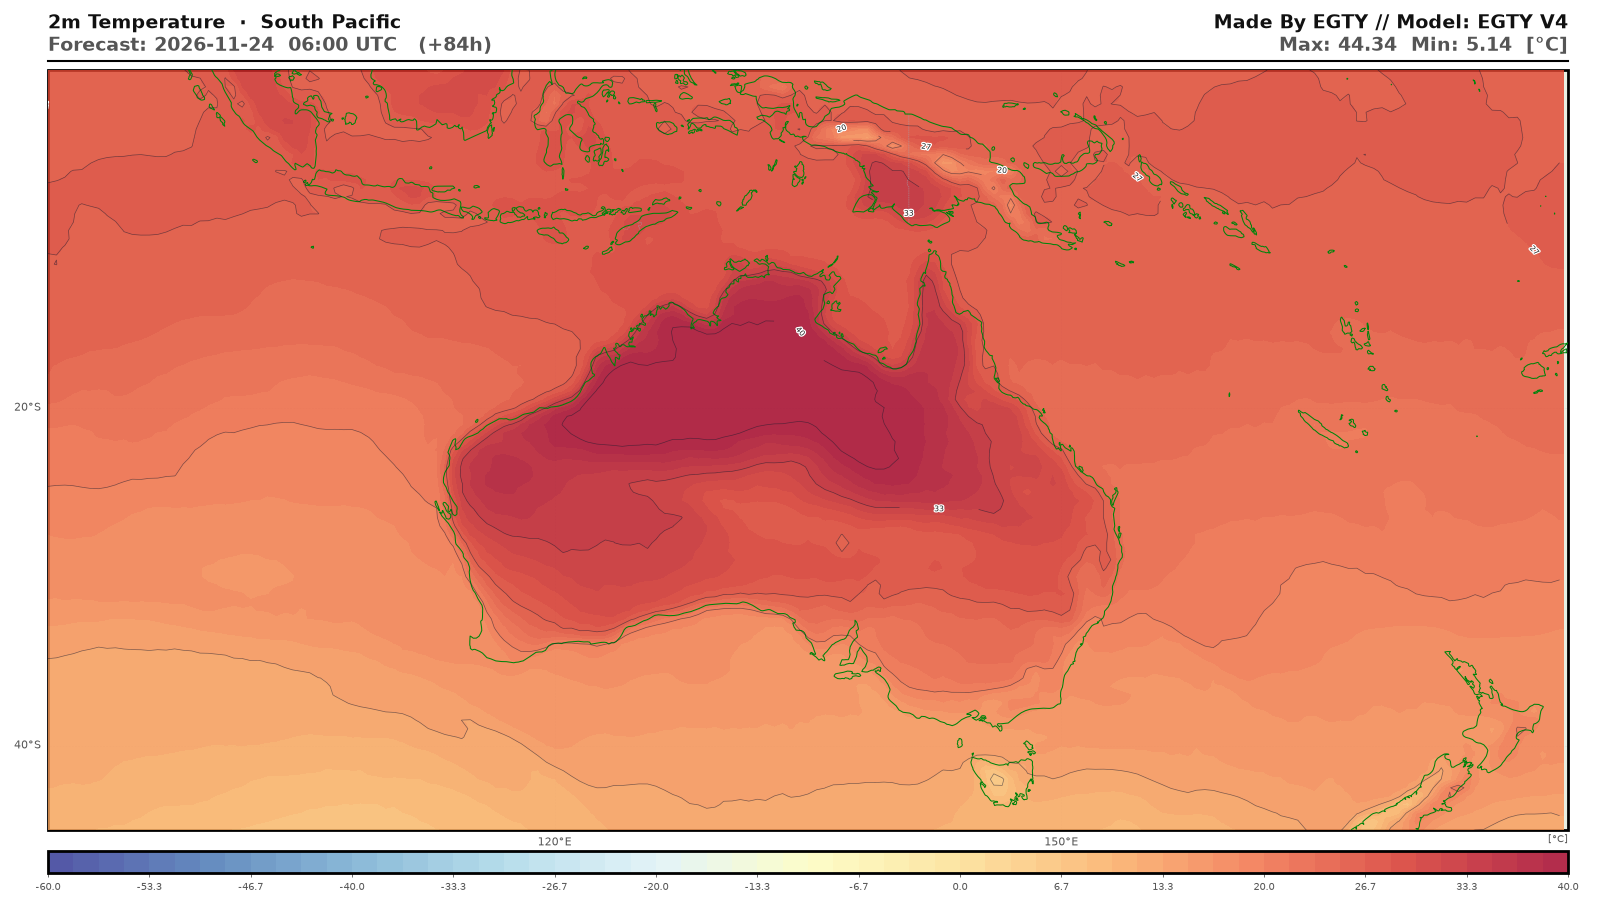 2m Temperature · South Pacific
Made By EGTY // Model: EGTY V4
Forecast: 2026-11-24 06:00 UTC (+84h)
Max: 44.34 Min: 5.14 [°C]
20
27
20
27
33
27
4
40
20°S
33
40°S
120°E
150°E
[°C]
-60.0
-53.3
-46.7
-40.0
-33.3
-26.7
-20.0
-13.3
-6.7
0.0
6.7
13.3
20.0
26.7
33.3
40.0